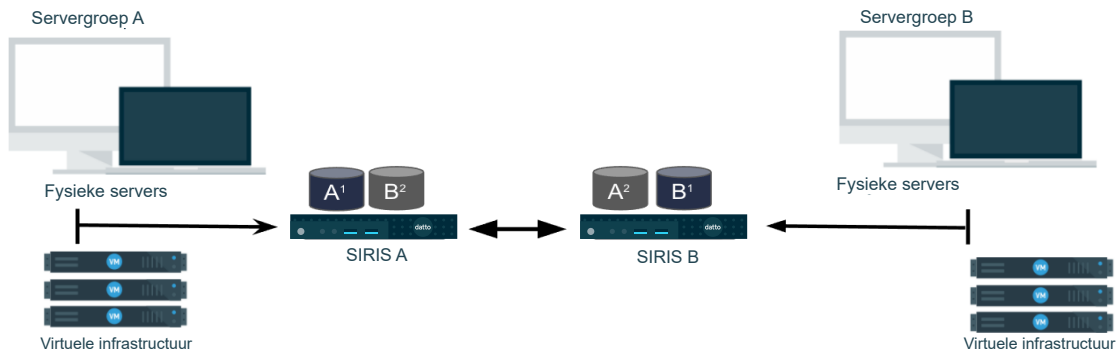 Servergroep A
Fysieke servers
VM
VM
VM
Virtuele infrastructuur
A¹
B²
datto
SIRIS A
A²
B¹
datto
SIRIS B
Servergroep B
Fysieke servers
VM
VM
VM
Virtuele infrastructuur